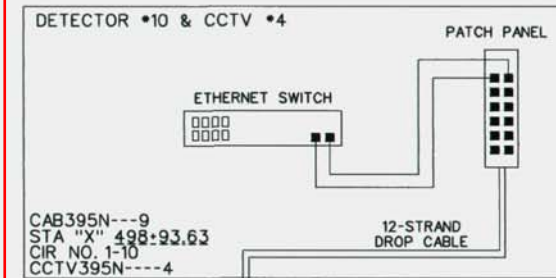 DETECTOR •10 & CCTV •4
PATCH PANEL
ETHERNET SWITCH
CAB395N---9
STA "X" 498+93.63
CIR NO. 1-10
CCTV395N----4
12-STRAND
DROP CABLE